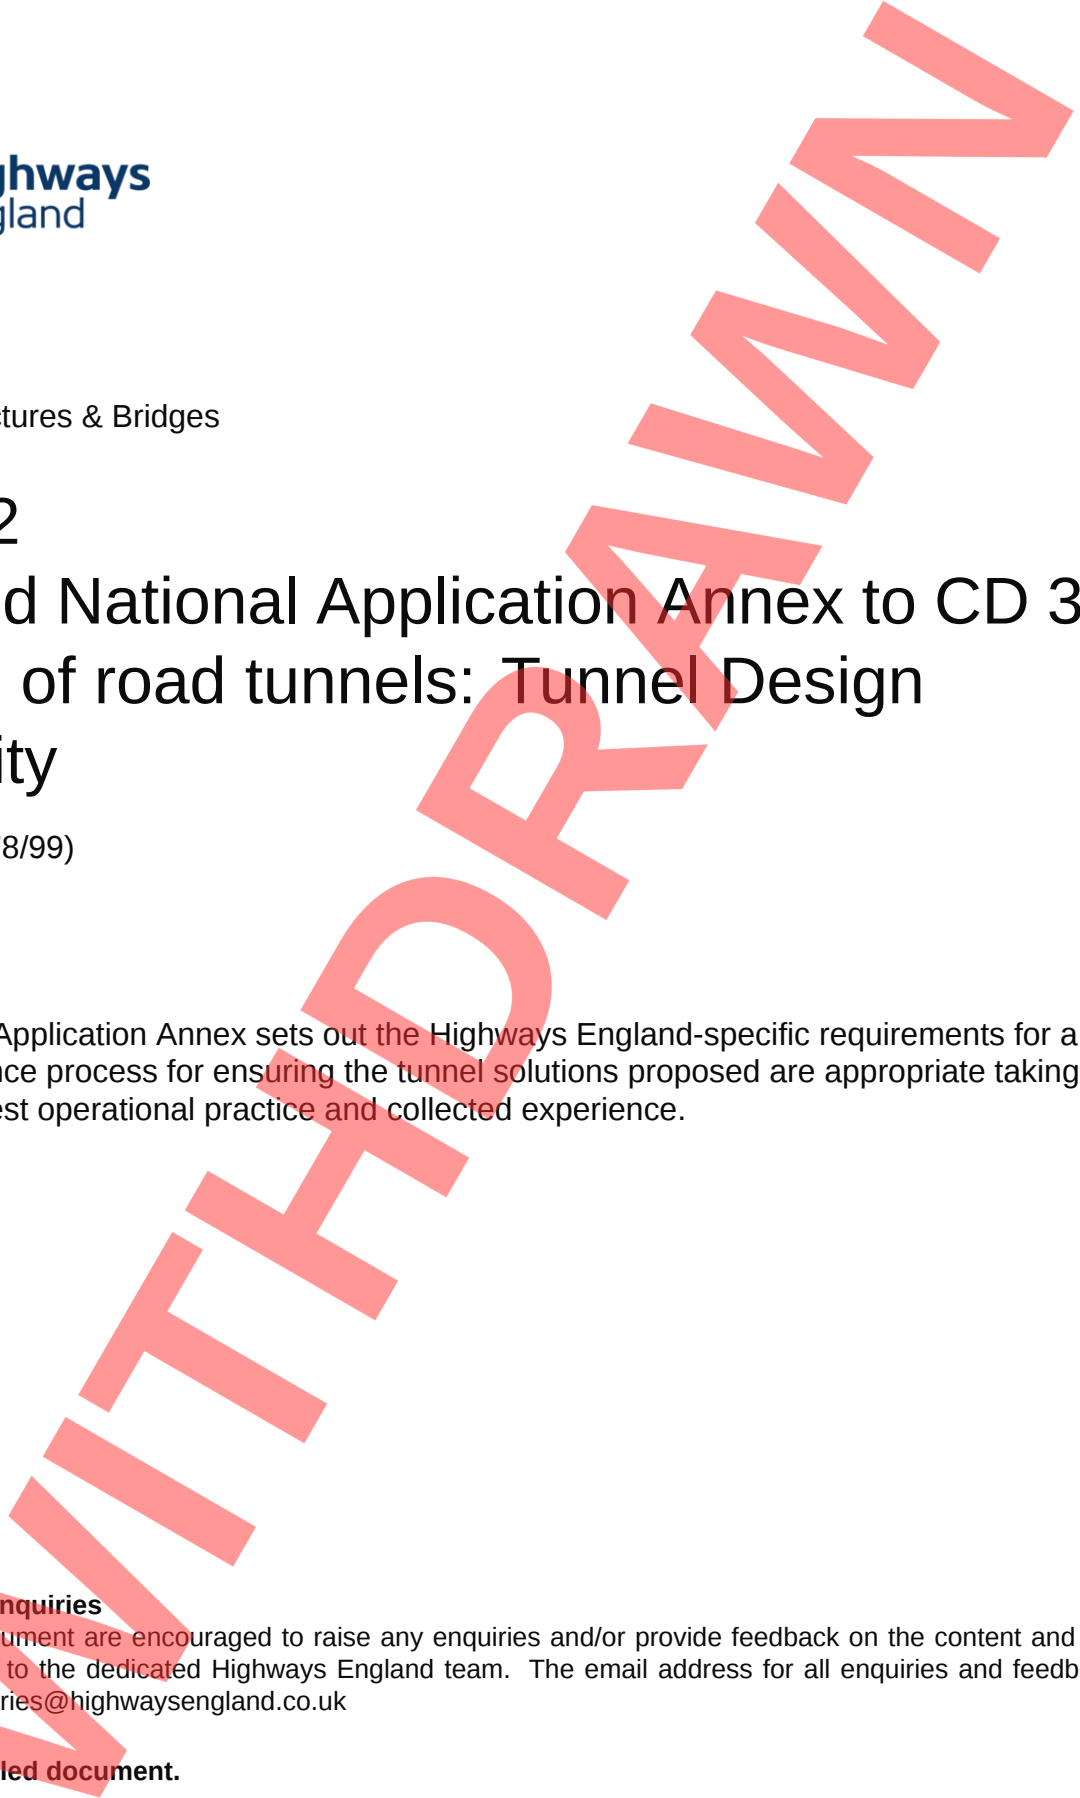 ghways
gland
ctures & Bridges
2
d National Application Annex to CD 3
of road tunnels: Tunnel Design
ity
78/99)
Application Annex sets out the Highways England-specific requirements for a
nce process for ensuring the tunnel solutions proposed are appropriate taking
est operational practice and collected experience.
nquiries
ument are encouraged to raise any enquiries and/or provide feedback on the content and
to the dedicated Highways England team. The email address for all enquiries and feedb
ries@highwaysengland.co.uk
led document.
WITHDRAWN